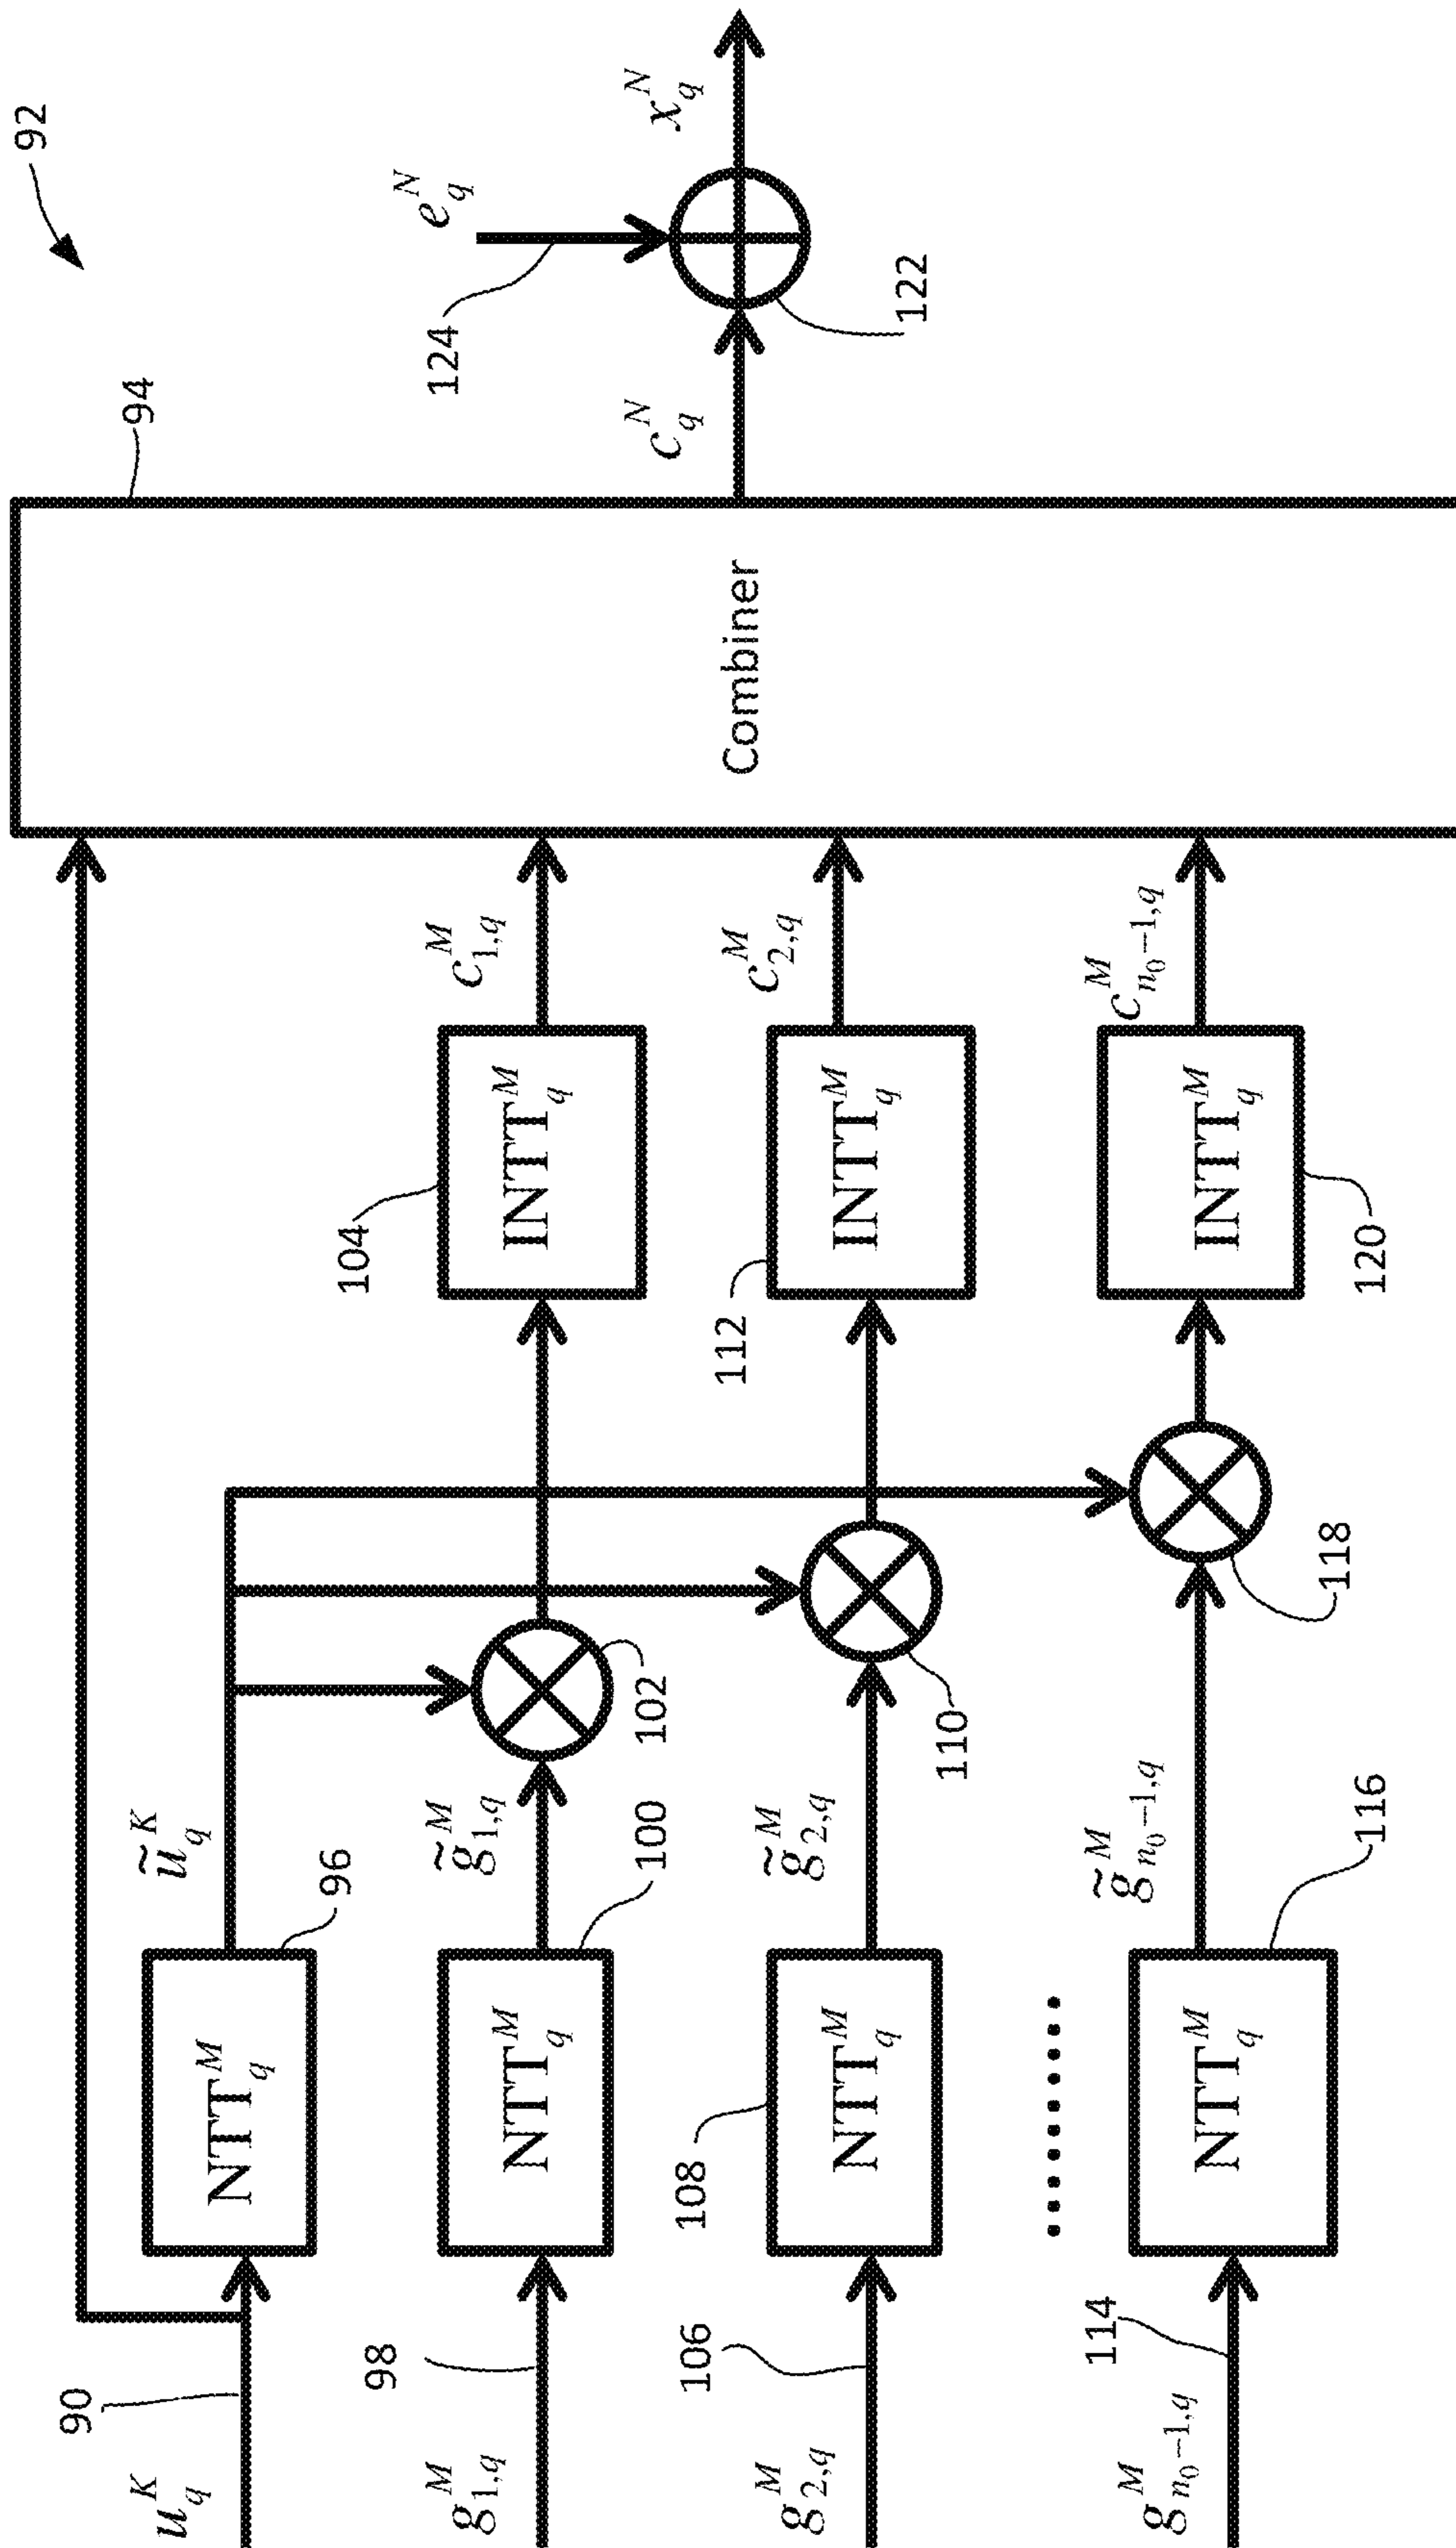 92
94
90
u_q^K
NTT_q^M
96
ũ_q^K
98
g_{1,q}^M
NTT_q^M
100
g̃_{1,q}^M
102
104
INTT_q^M
c_{1,q}^M
106
g_{2,q}^M
108
NTT_q^M
g̃_{2,q}^M
110
112
INTT_q^M
c_{2,q}^M
........
114
g_{n_0-1,q}^M
NTT_q^M
116
g̃_{n_0-1,q}^M
118
INTT_q^M
120
c_{n_0-1,q}^M
Combiner
c_q^N
124
e_q^N
122
x_q^N